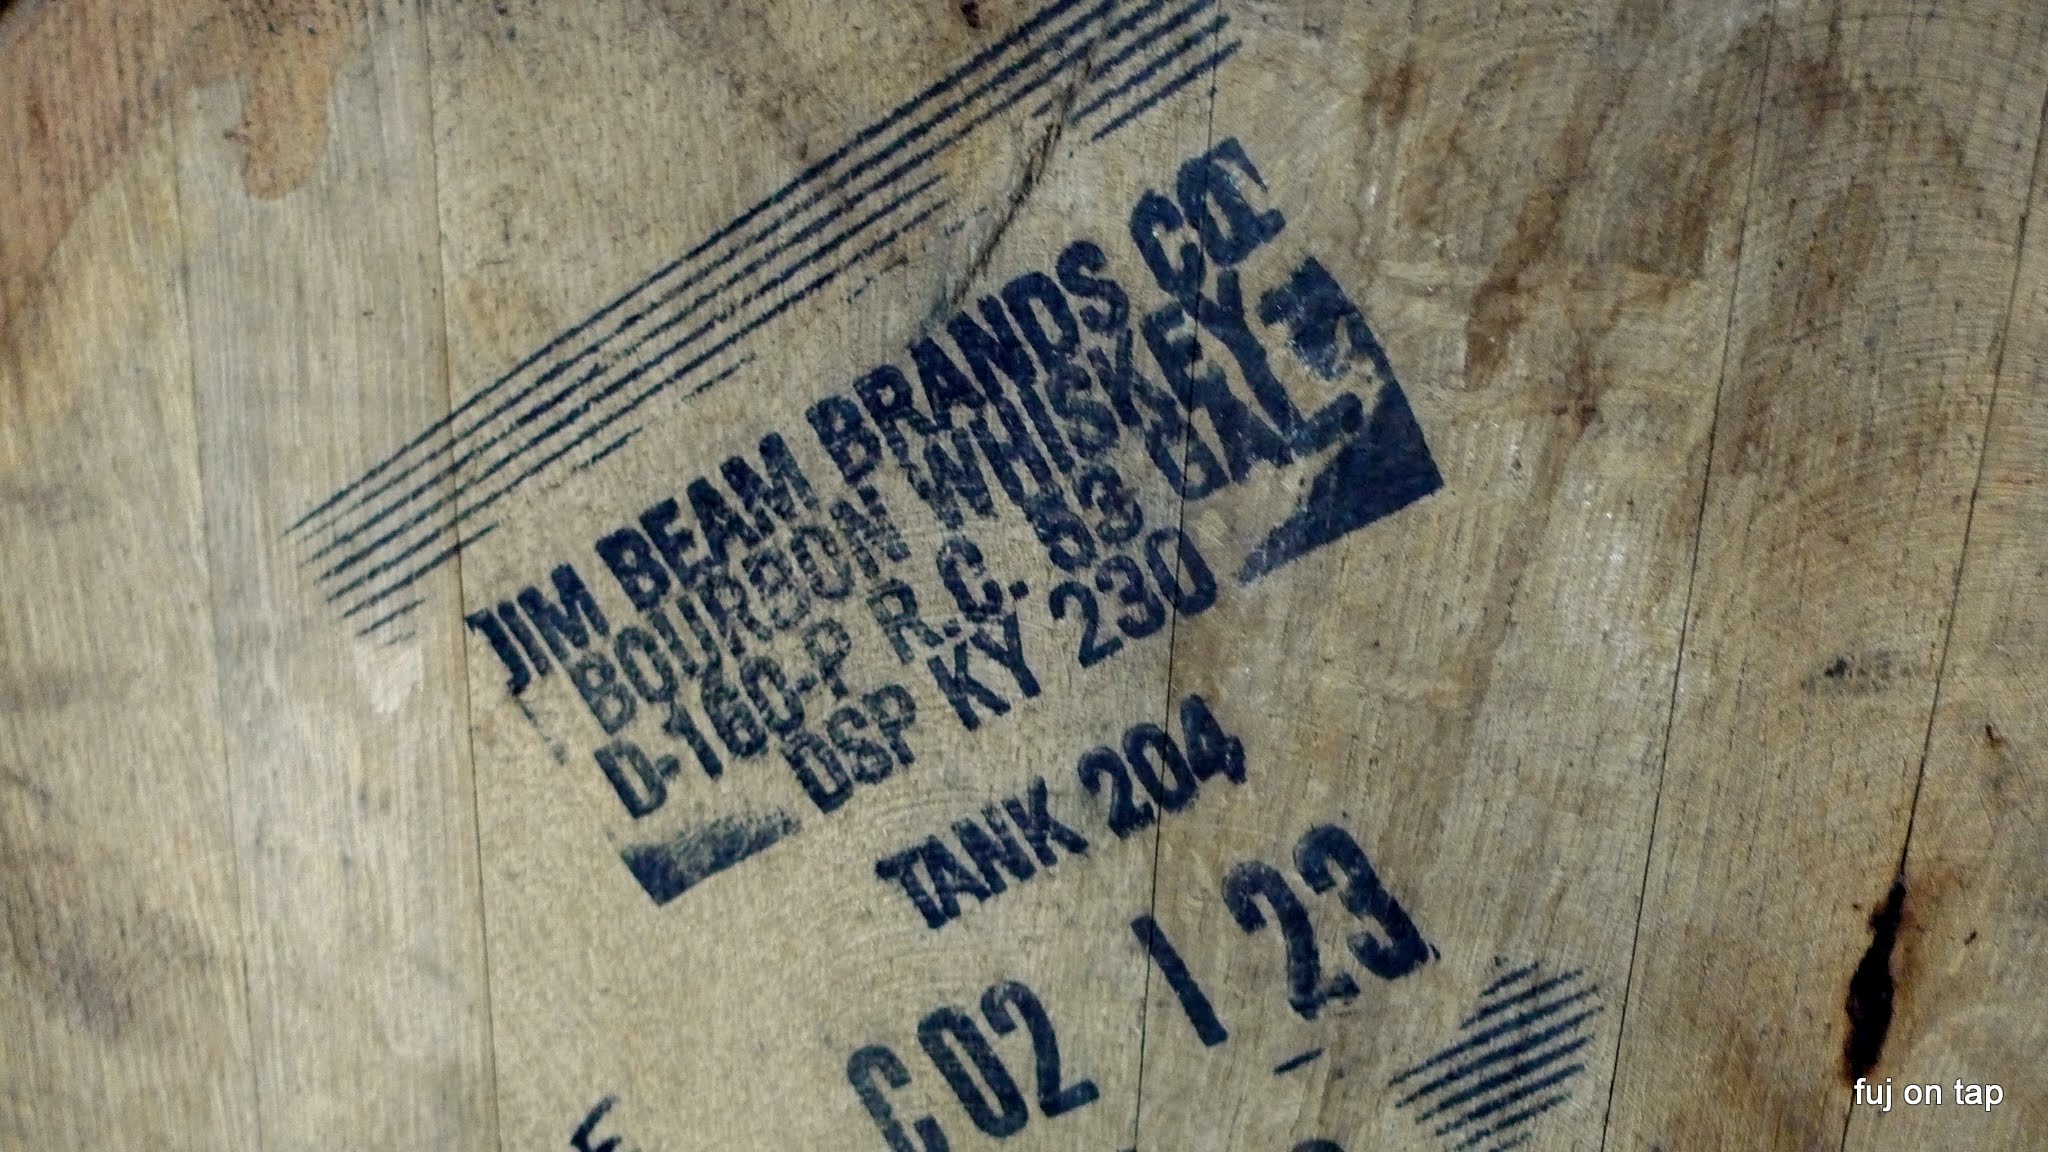 JIM BEAM BRANDS CO.
BOURBON WHISKEY
D-160-P R.C. 53 GAL.
DSP KY 230
TANK 204
C02 I 23
fuj on tap